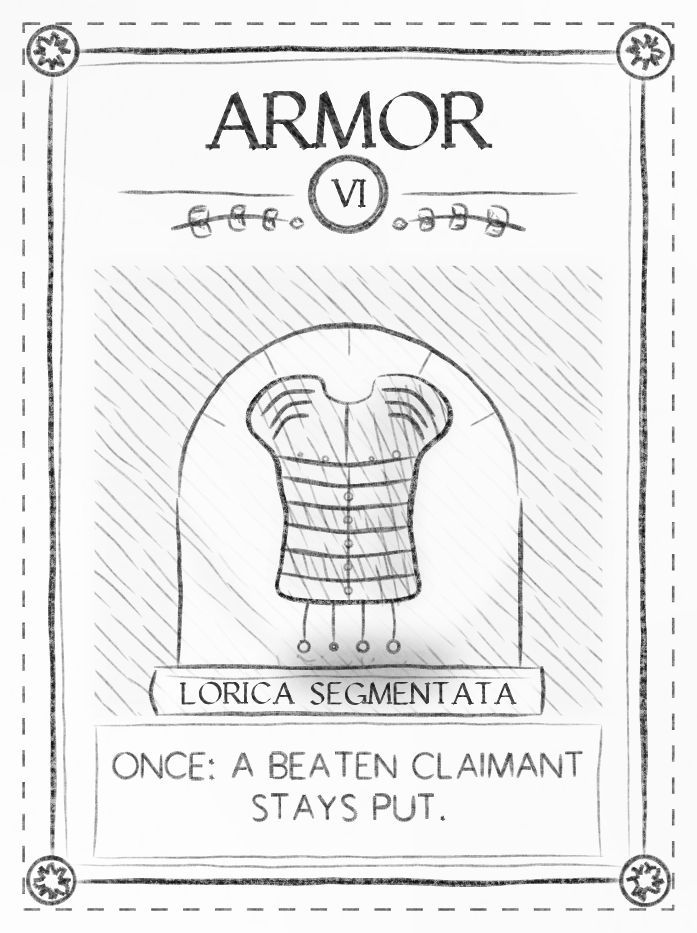 ARMOR
VI
LORICA SEGMENTATA
ONCE: A BEATEN CLAIMANT
STAYS PUT.